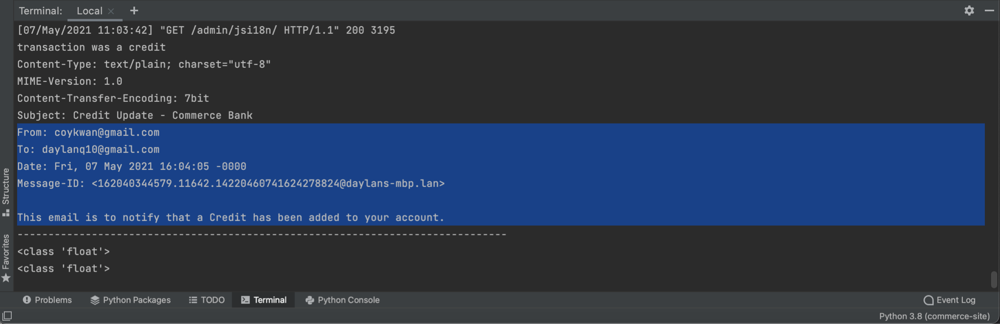 Terminal: Local × +
[07/May/2021 11:03:42] "GET /admin/jsi18n/ HTTP/1.1" 200 3195
transaction was a credit
Content-Type: text/plain; charset="utf-8"
MIME-Version: 1.0
Content-Transfer-Encoding: 7bit
Subject: Credit Update - Commerce Bank
From: coykwan@gmail.com
To: daylanq10@gmail.com
Date: Fri, 07 May 2021 16:04:05 -0000
Message-ID: <162040344579.11642.14220460741624278824@daylans-mbp.lan>

This email is to notify that a Credit has been added to your account.
-------------------------------------------------------------------------------
<class 'float'>
<class 'float'>
Structure
Favorites
Problems Python Packages TODO Terminal Python Console Event Log
Python 3.8 (commerce-site)